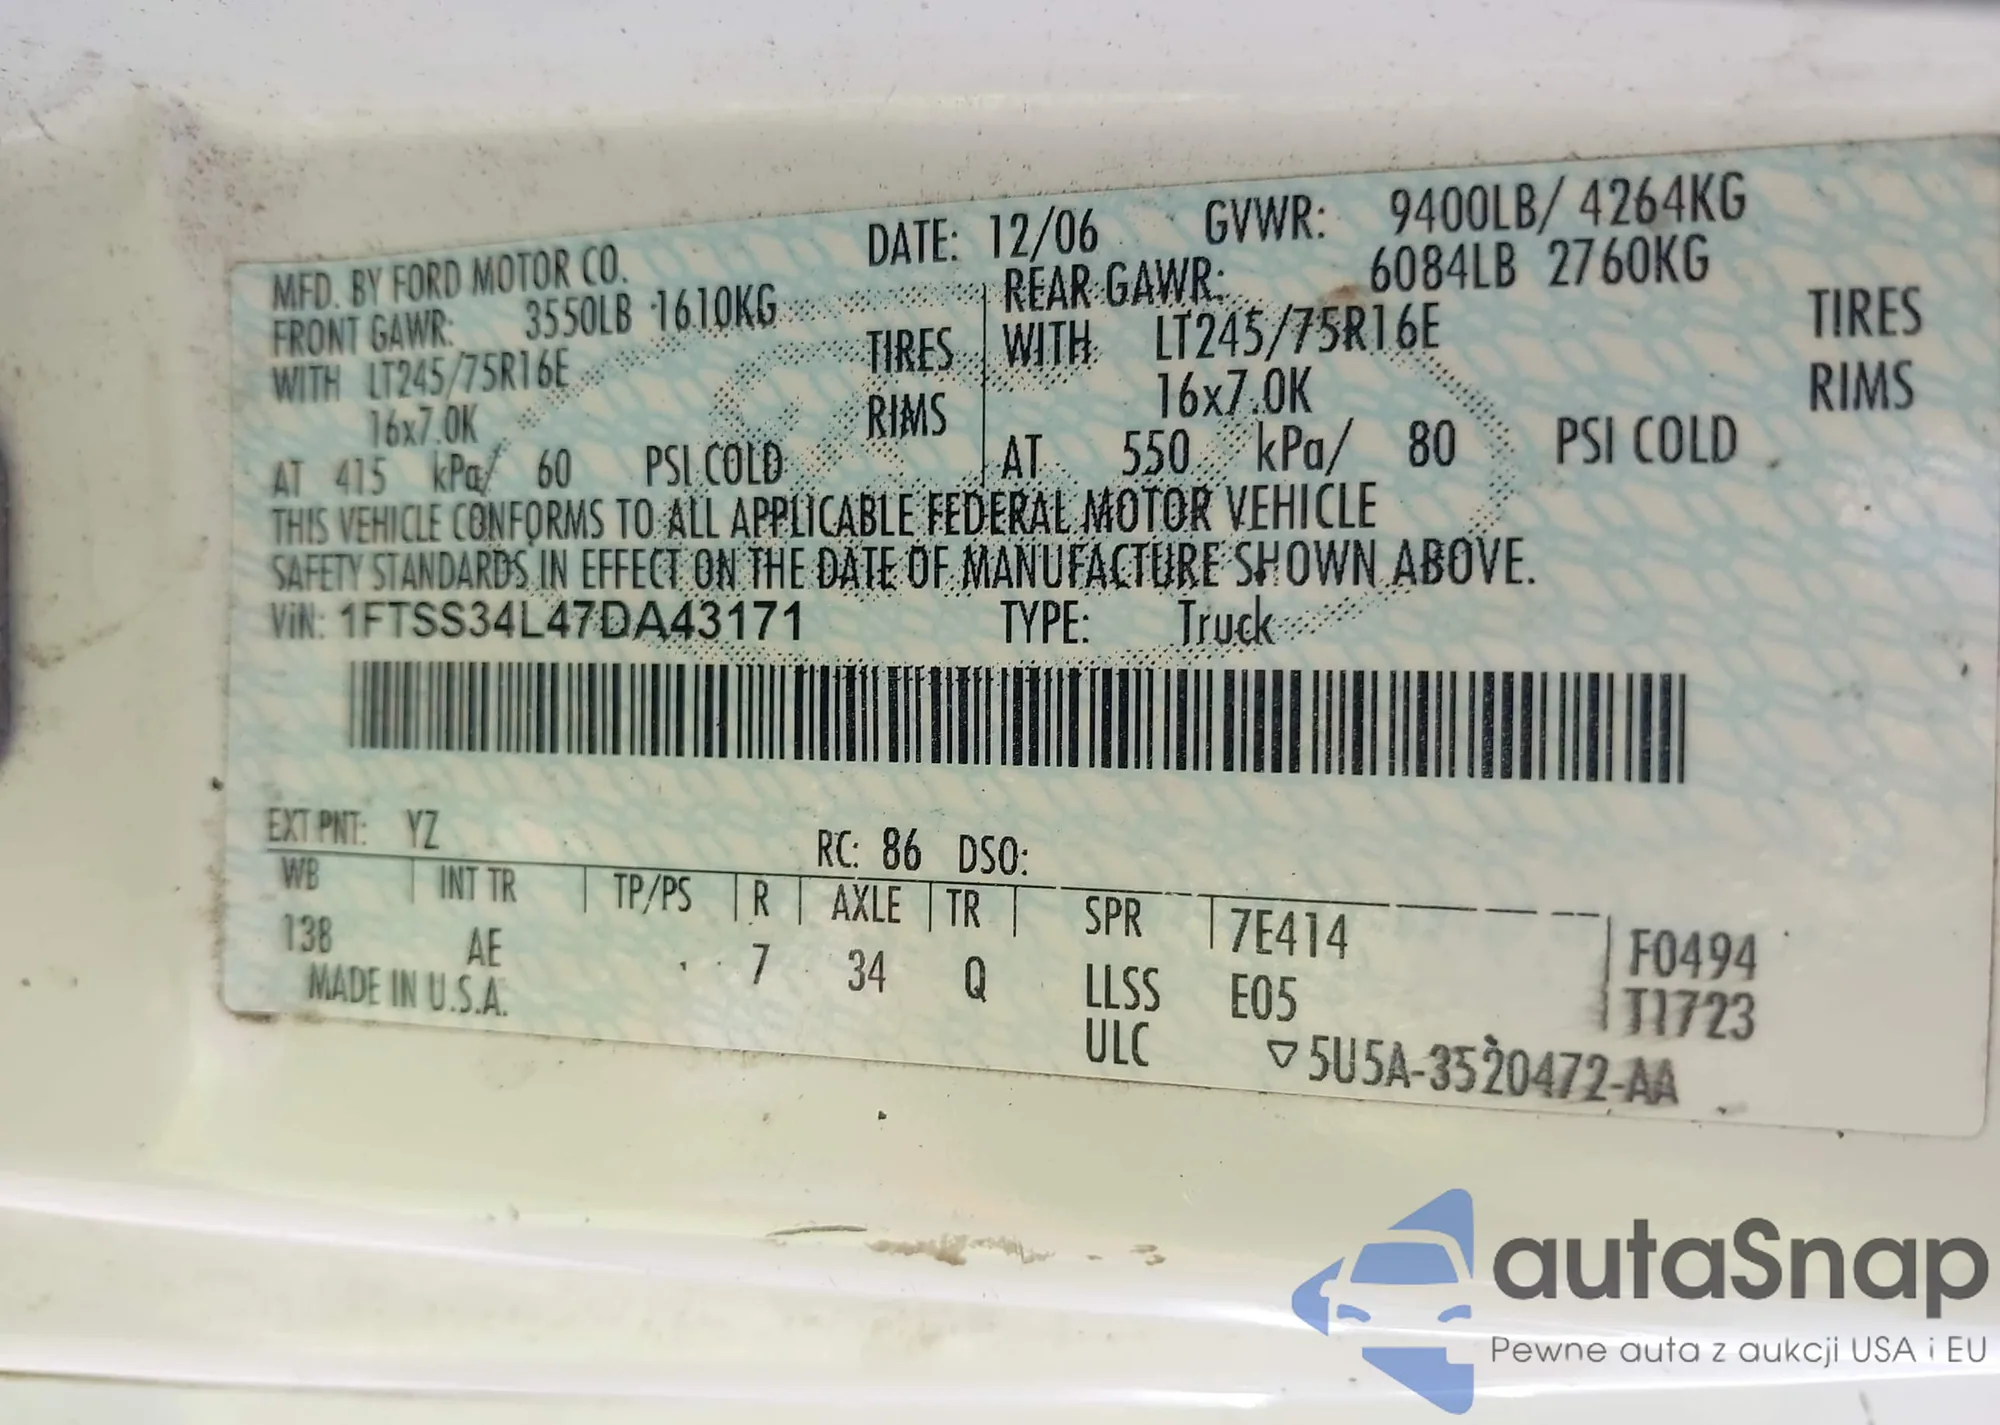 MFD. BY FORD MOTOR CO. DATE: 12/06 GVWR: 9400LB/ 4264KG
FRONT GAWR: 3550LB 1610KG REAR GAWR: 6084LB 2760KG
WITH LT245/75R16E TIRES WITH LT245/75R16E TIRES
16x7.0K RIMS 16x7.0K RIMS
AT 415 kPa/ 60 PSI COLD AT 550 kPa/ 80 PSI COLD
THIS VEHICLE CONFORMS TO ALL APPLICABLE FEDERAL MOTOR VEHICLE
SAFETY STANDARDS IN EFFECT ON THE DATE OF MANUFACTURE SHOWN ABOVE.
VIN: 1FTSS34L47DA43171 TYPE: Truck
EXT PNT: YZ RC: 86 DSO:
WB INT TR TP/PS R AXLE TR SPR 7E414 F0494
138 AE 7 34 Q LLSS E05 T1723
MADE IN U.S.A. ULC ▽5U5A-3520472-AA
autaSnap
Pewne auta z aukcji USA i EU